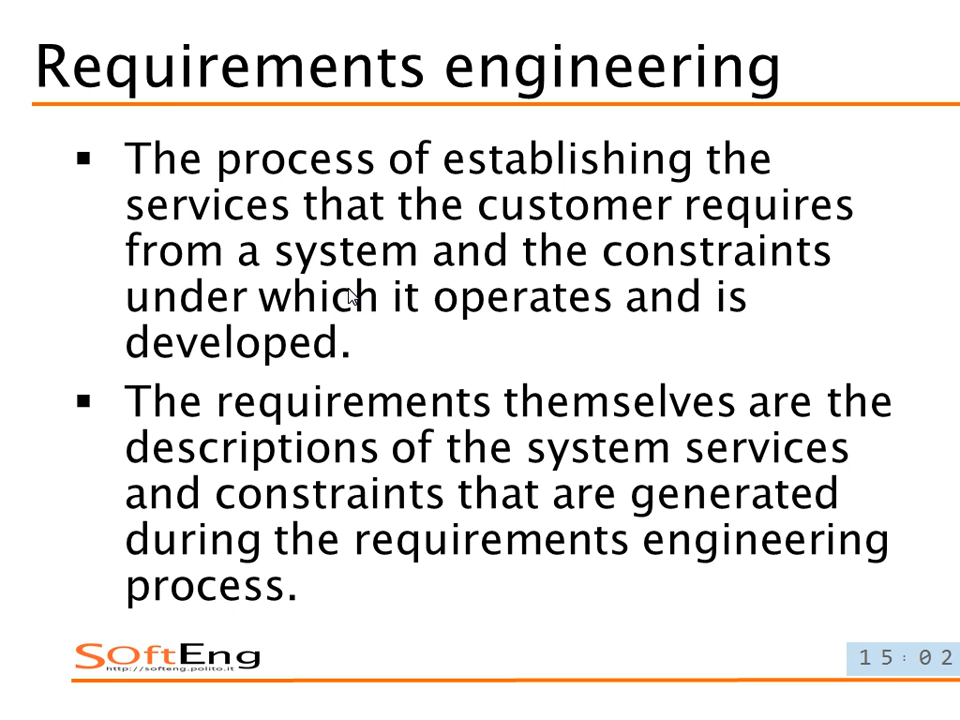 Requirements engineering
▪ The process of establishing the
services that the customer requires
from a system and the constraints
under which it operates and is
developed.
▪ The requirements themselves are the
descriptions of the system services
and constraints that are generated
during the requirements engineering
process.
SOftEng
http://softeng.polito.it
15:02